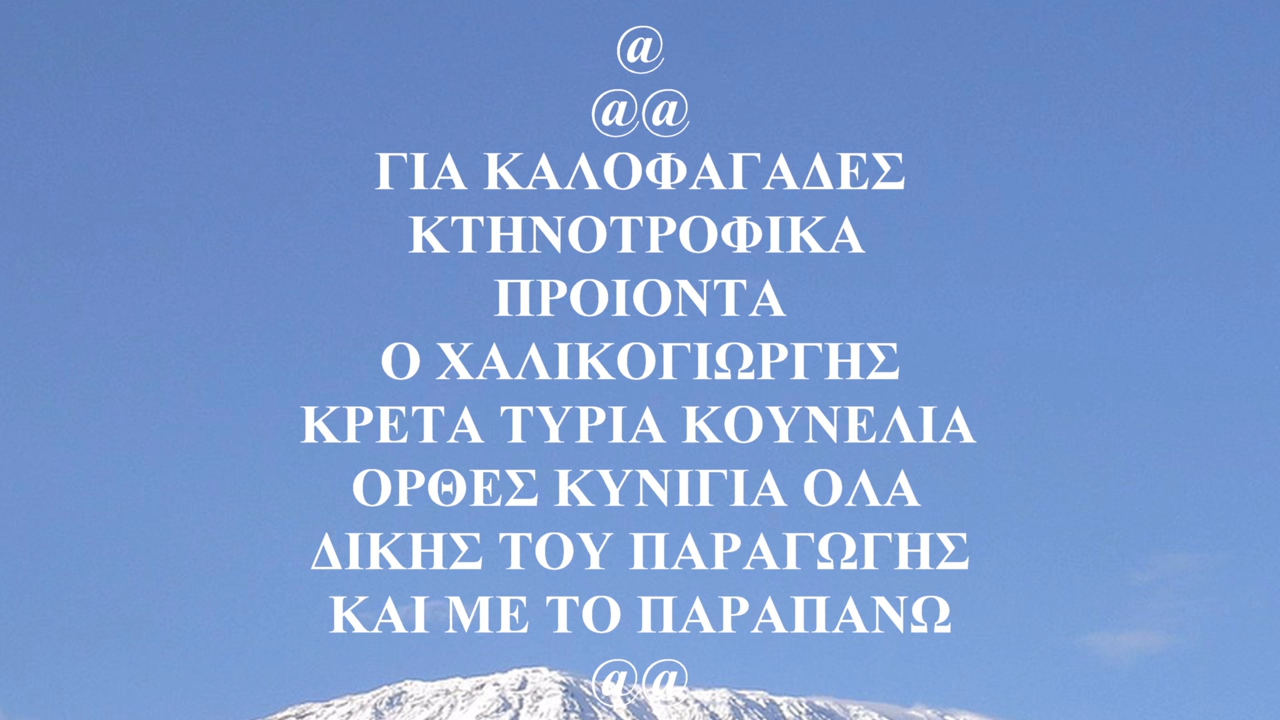 @
@@
ΓΙΑ ΚΑΛΟΦΑΓΑΔΕΣ
ΚΤΗΝΟΤΡΟΦΙΚΑ
ΠΡΟΙΟΝΤΑ
Ο ΧΑΛΙΚΟΓΙΩΡΓΗΣ
ΚΡΕΤΑ ΤΥΡΙΑ ΚΟΥΝΕΛΙΑ
ΟΡΘΕΣ ΚΥΝΙΓΙΑ ΟΛΑ
ΔΙΚΗΣ ΤΟΥ ΠΑΡΑΓΩΓΗΣ
ΚΑΙ ΜΕ ΤΟ ΠΑΡΑΠΑΝΩ
@@